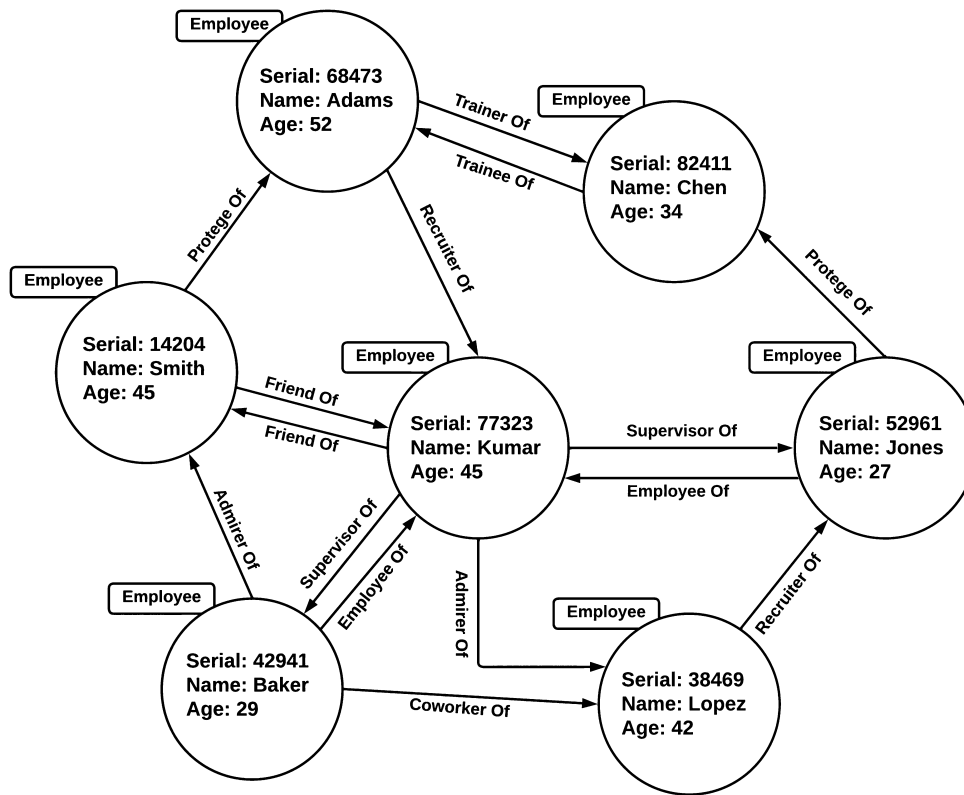 Employee
Serial: 68473
Name: Adams
Age: 52
Trainer Of
Trainee Of
Employee
Serial: 82411
Name: Chen
Age: 34
Protege Of
Recruiter Of
Protege Of
Employee
Serial: 14204
Name: Smith
Age: 45
Friend Of
Friend Of
Employee
Serial: 77323
Name: Kumar
Age: 45
Supervisor Of
Employee Of
Employee
Serial: 52961
Name: Jones
Age: 27
Admirer Of
Supervisor Of
Employee Of
Admirer Of
Recruiter Of
Employee
Serial: 42941
Name: Baker
Age: 29
Coworker Of
Employee
Serial: 38469
Name: Lopez
Age: 42